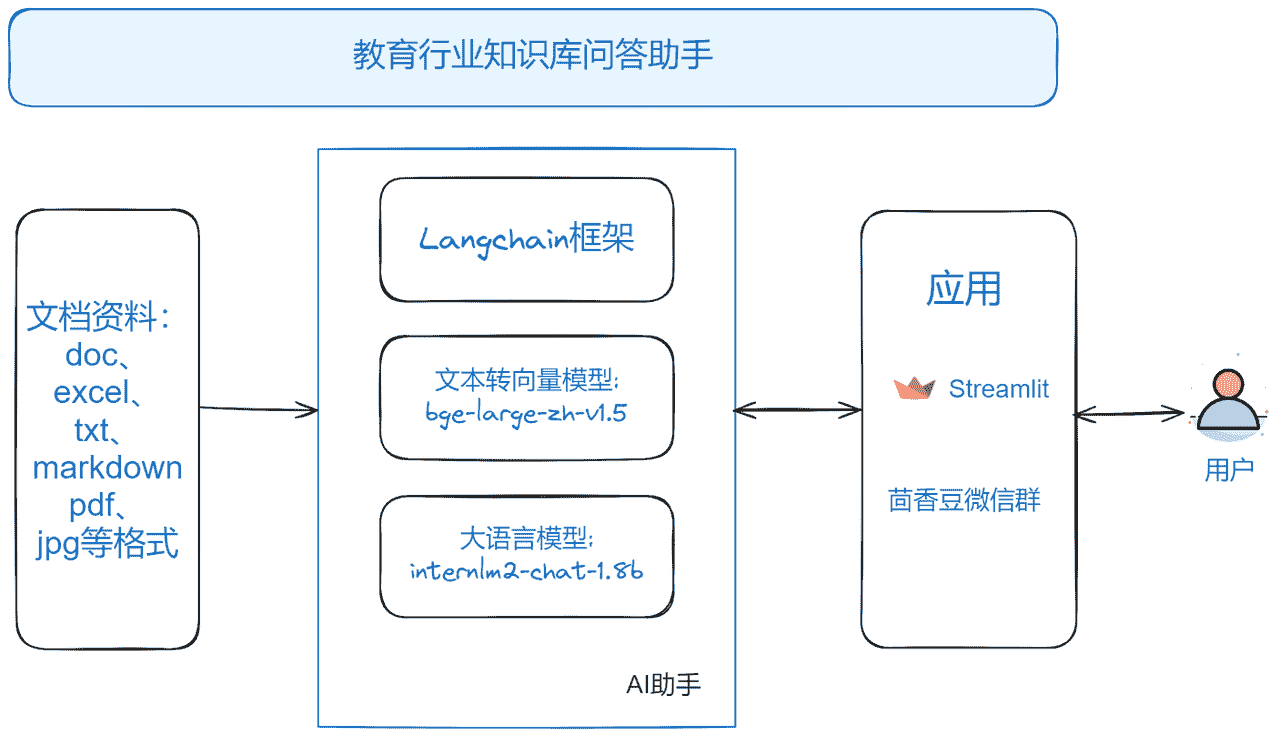 教育行业知识库问答助手
文档资料：
doc、
excel、
txt、
markdown
pdf、
jpg等格式
Langchain框架
文本转向量模型:
bge-large-zh-v1.5
大语言模型:
internlm2-chat-1.8b
AI助手
应用
Streamlit
茴香豆微信群
用户